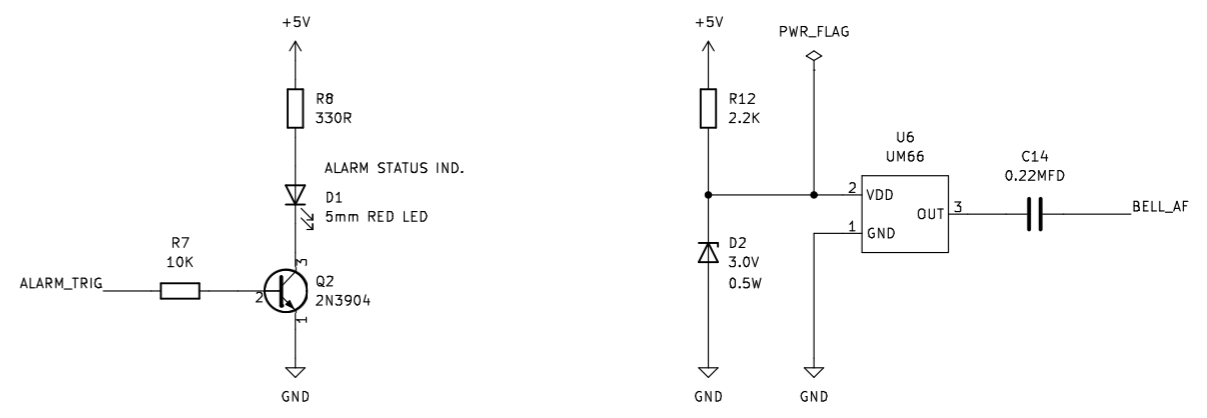 +5V
R8
330R
ALARM STATUS IND.
D1
5mm RED LED
R7
10K
ALARM_TRIG
3
2
1
Q2
2N3904
GND
+5V
PWR_FLAG
R12
2.2K
U6
UM66
2
VDD
OUT
3
1
GND
C14
0.22MFD
BELL_AF
D2
3.0V
0.5W
GND
GND